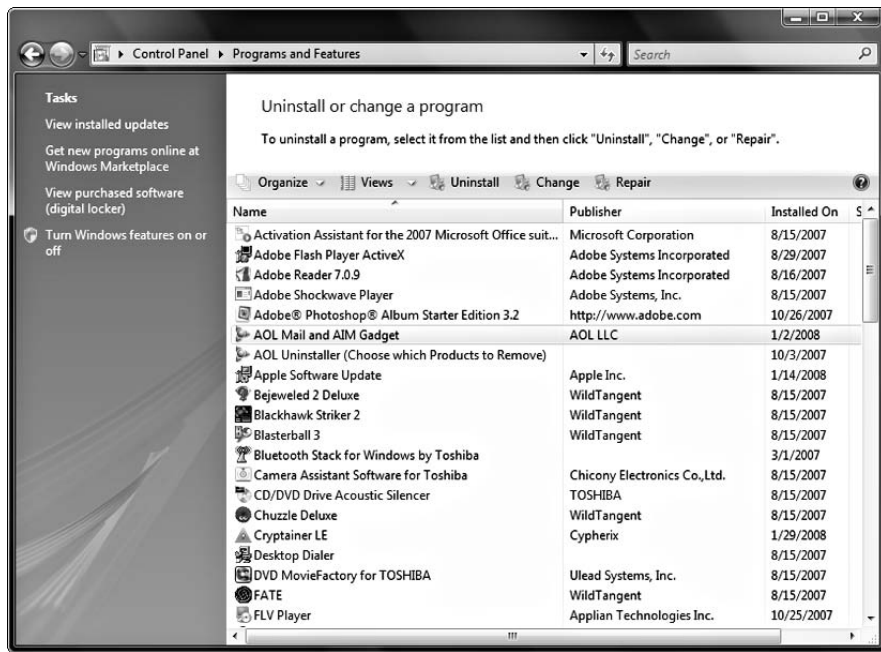 Control Panel Programs and Features Search
Tasks
View installed updates
Get new programs online at
Windows Marketplace
View purchased software
(digital locker)
Turn Windows features on or
off
Uninstall or change a program
To uninstall a program, select it from the list and then click "Uninstall", "Change", or "Repair".
Organize Views Uninstall Change Repair
Name Publisher Installed On S
Activation Assistant for the 2007 Microsoft Office suit... Microsoft Corporation 8/15/2007
Adobe Flash Player ActiveX Adobe Systems Incorporated 8/29/2007
Adobe Reader 7.0.9 Adobe Systems Incorporated 8/16/2007
Adobe Shockwave Player Adobe Systems, Inc. 8/15/2007
Adobe® Photoshop® Album Starter Edition 3.2 http://www.adobe.com 10/26/2007
AOL Mail and AIM Gadget AOL LLC 1/2/2008
AOL Uninstaller (Choose which Products to Remove) 10/3/2007
Apple Software Update Apple Inc. 1/14/2008
Bejeweled 2 Deluxe WildTangent 8/15/2007
Blackhawk Striker 2 WildTangent 8/15/2007
Blasterball 3 WildTangent 8/15/2007
Bluetooth Stack for Windows by Toshiba 3/1/2007
Camera Assistant Software for Toshiba Chicony Electronics Co.,Ltd. 8/15/2007
CD/DVD Drive Acoustic Silencer TOSHIBA 8/15/2007
Chuzzle Deluxe WildTangent 8/15/2007
Cryptainer LE Cypherix 1/29/2008
Desktop Dialer 8/15/2007
DVD MovieFactory for TOSHIBA Ulead Systems, Inc. 8/15/2007
FATE WildTangent 8/15/2007
FLV Player Applian Technologies Inc. 10/25/2007